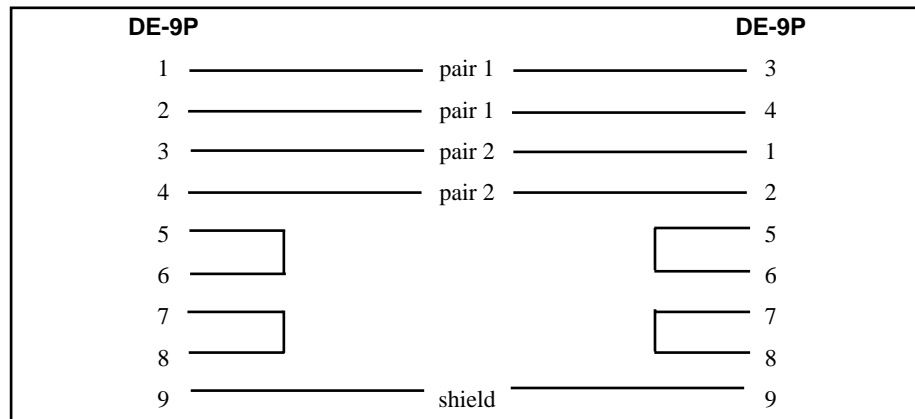 DE-9P DE-9P
1 pair 1 3
2 pair 1 4
3 pair 2 1
4 pair 2 2
5 5
6 6
7 7
8 8
9 shield 9